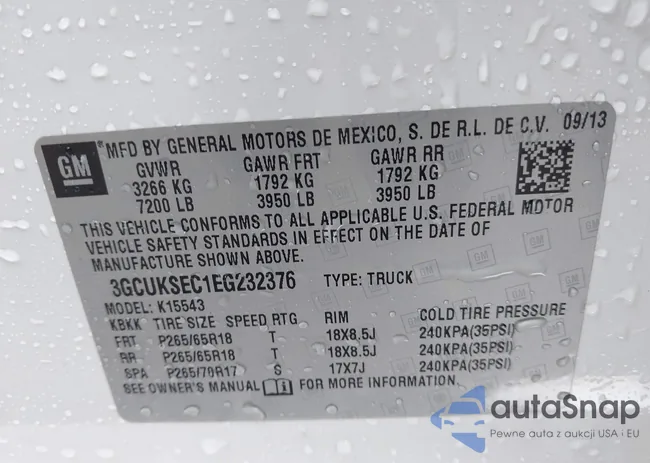 GM
®MFD BY GENERAL MOTORS DE MEXICO, S. DE R.L. DE C.V. 09/13
GVWR GAWR FRT GAWR RR
3266 KG 1792 KG 1792 KG
7200 LB 3950 LB 3950 LB
THIS VEHICLE CONFORMS TO ALL APPLICABLE U.S. FEDERAL MOTOR
VEHICLE SAFETY STANDARDS IN EFFECT ON THE DATE OF
MANUFACTURE SHOWN ABOVE.
3GCUKSEC1EG232376 TYPE: TRUCK
MODEL: K15543
KBKK TIRE SIZE SPEED RTG RIM COLD TIRE PRESSURE
FRT P265/65R18 T 18X8.5J 240KPA(35PSI)
RR P265/65R18 T 18X8.5J 240KPA(35PSI)
SPA P265/70R17 S 17X7J 240KPA(35PSI)
SEE OWNER'S MANUAL FOR MORE INFORMATION.
autaSnap
Pewne auta z aukcji USA i EU